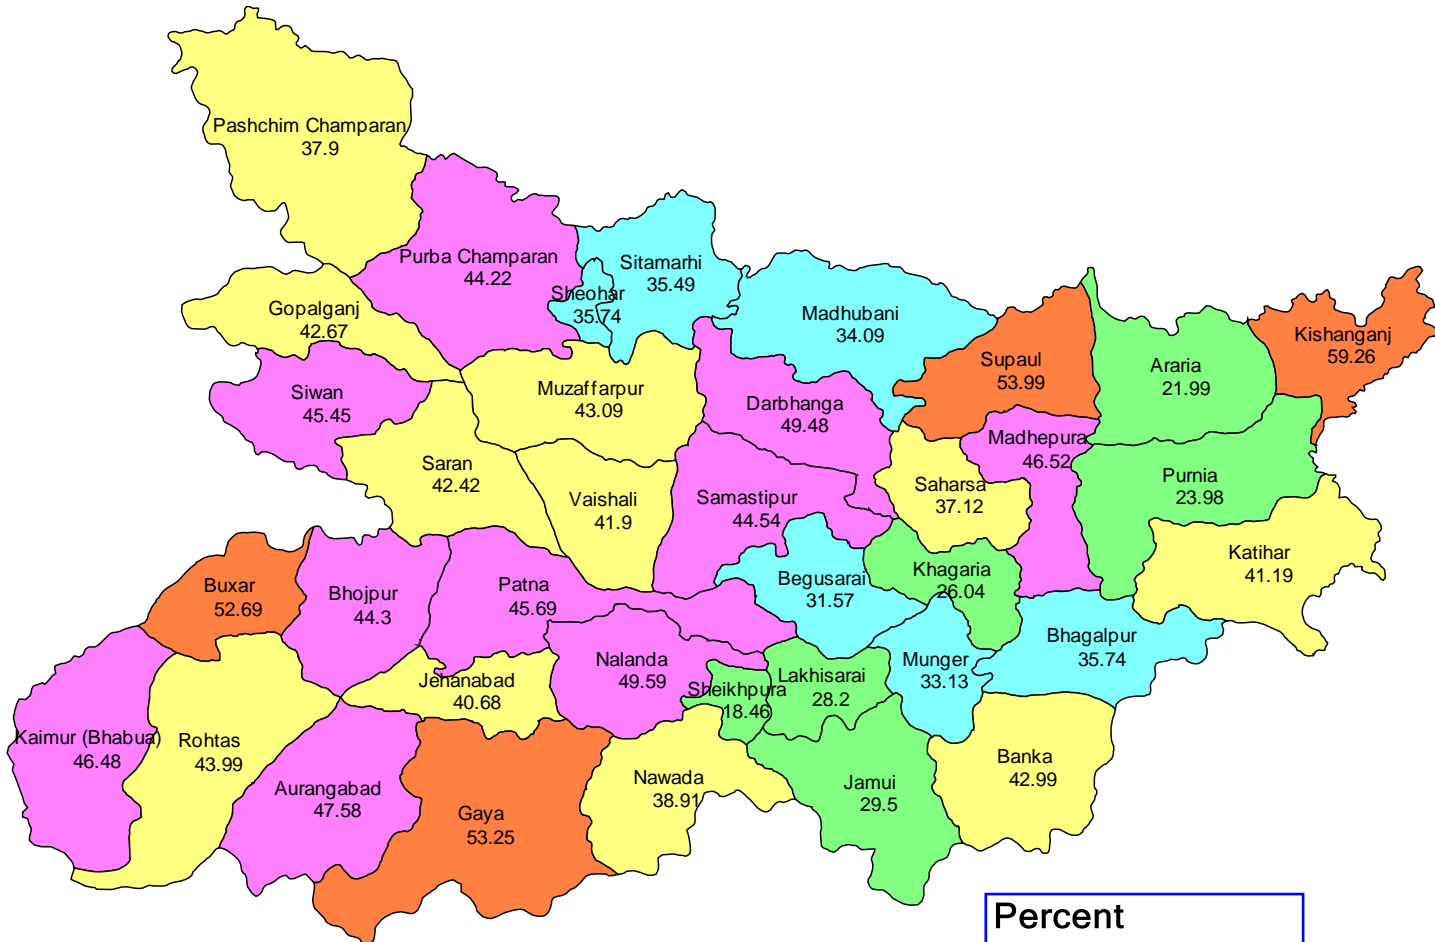 Pashchim Champaran
37.9
Purba Champaran
44.22
Sitamarhi
35.49
Sheohar
35.74
Gopalganj
42.67
Madhubani
34.09
Kishanganj
59.26
Supaul
53.99
Araria
21.99
Siwan
45.45
Muzaffarpur
43.09
Darbhanga
49.48
Madhepura
46.52
Saran
42.42
Vaishali
41.9
Samastipur
44.54
Saharsa
37.12
Purnia
23.98
Katihar
41.19
Buxar
52.69
Bhojpur
44.3
Patna
45.69
Begusarai
31.57
Khagaria
26.04
Bhagalpur
35.74
Nalanda
49.59
Munger
33.13
Lakhisarai
28.2
Sheikhpura
18.46
Jehanabad
40.68
Kaimur (Bhabua)
46.48
Rohtas
43.99
Aurangabad
47.58
Gaya
53.25
Nawada
38.91
Jamui
29.5
Banka
42.99
Percent